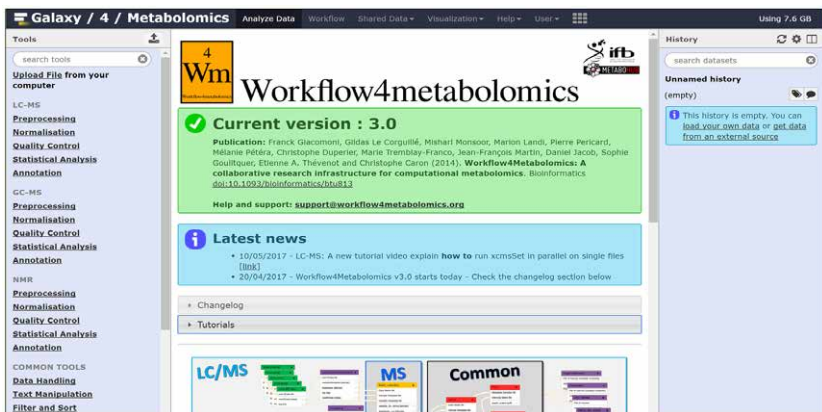 Galaxy / 4 / Metabolomics
Analyze Data Workflow Shared Data Visualization Help User
Using 7.6 GB
Tools
search tools
Upload File from your
computer
LC-MS
Preprocessing
Normalisation
Quality Control
Statistical Analysis
Annotation
GC-MS
Preprocessing
Normalisation
Quality Control
Statistical Analysis
Annotation
NMR
Preprocessing
Normalisation
Quality Control
Statistical Analysis
Annotation
COMMON TOOLS
Data Handling
Text Manipulation
Filter and Sort
4
Wm
Workflow4metabolomics
ifb
METABO
Current version : 3.0
Publication: Franck Giacomoni, Gildas Le Corguillé, Misharl Monsoor, Marion Landi, Pierre Pericard,
Mélanie Pétéra, Christophe Duperier, Marie Tremblay-Franco, Jean-François Martin, Daniel Jacob, Sophie
Goulitquer, Etienne A. Thévenot and Christophe Caron (2014). Workflow4Metabolomics: A
collaborative research infrastructure for computational metabolomics. Bioinformatics
doi:10.1093/bioinformatics/btu813
Help and support: support@workflow4metabolomics.org
Latest news
• 10/05/2017 - LC-MS: A new tutorial video explain how to run xcmsSet in parallel on single files
[link]
• 20/04/2017 - Workflow4Metabolomics v3.0 starts today - Check the changelog section below
Changelog
Tutorials
LC/MS
MS
Common
History
search datasets
Unnamed history
(empty)
This history is empty. You can
load your own data or get data
from an external source